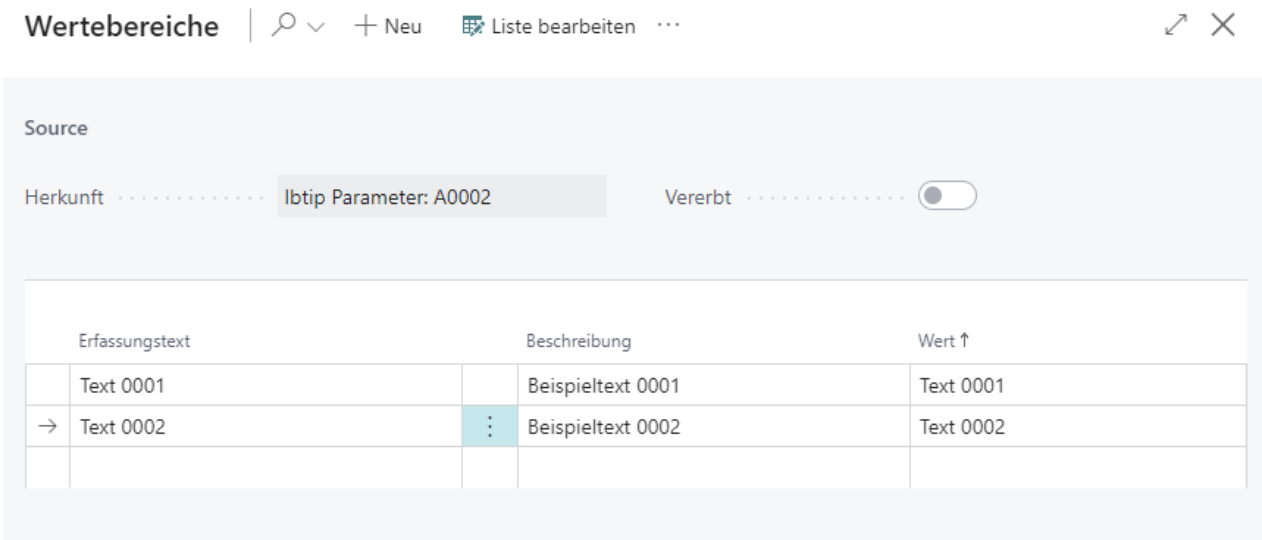 Wertebereiche Neu Liste bearbeiten ···
Source
Herkunft Ibtip Parameter: A0002 Vererbt
Erfassungstext Beschreibung Wert ↑
Text 0001 Beispieltext 0001 Text 0001
→ Text 0002 Beispieltext 0002 Text 0002